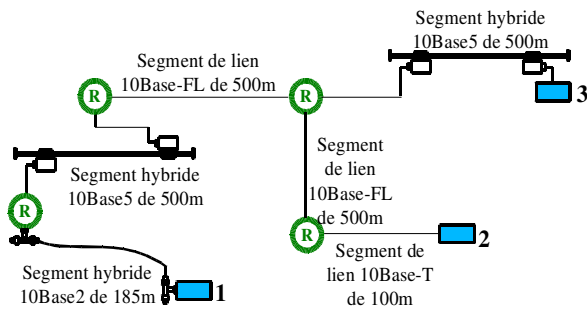 Segment de lien
10Base-FL de 500m
Segment hybride
10Base5 de 500m
R
R
3
Segment
de lien
10Base-FL
de 500m
Segment hybride
10Base5 de 500m
R
R
2
Segment de
lien 10Base-T
de 100m
Segment hybride
10Base2 de 185m
1